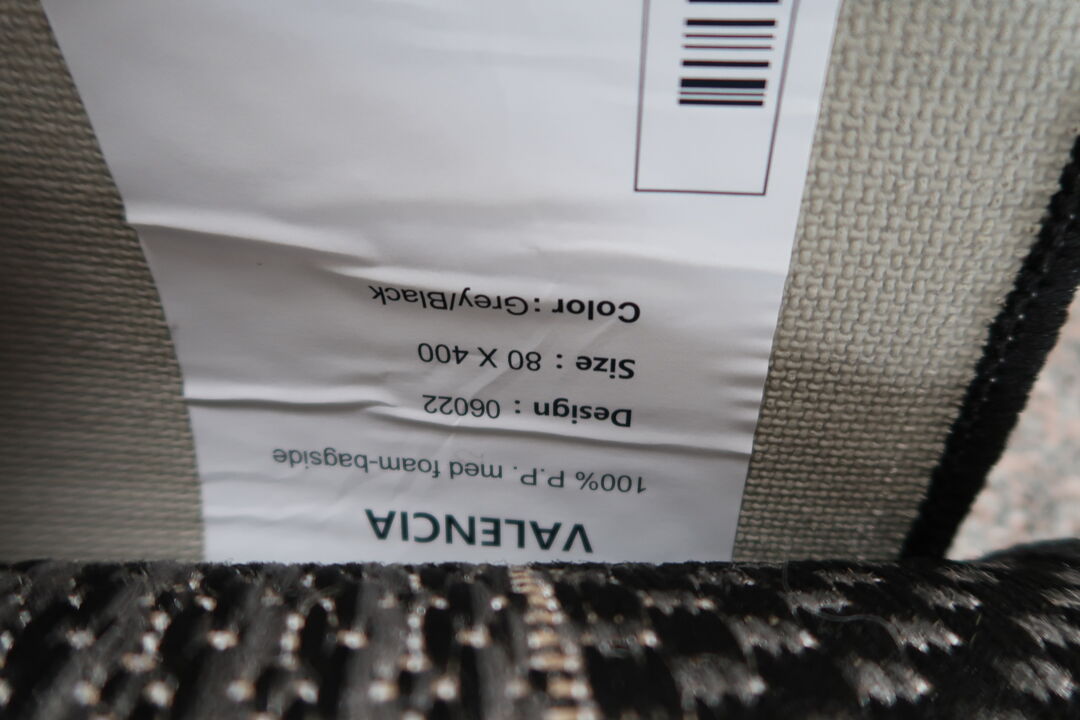 VALENCIA
100% P.P. med foam-bagside
Design : 06022
Size : 80 X 400
Color : Grey/Black